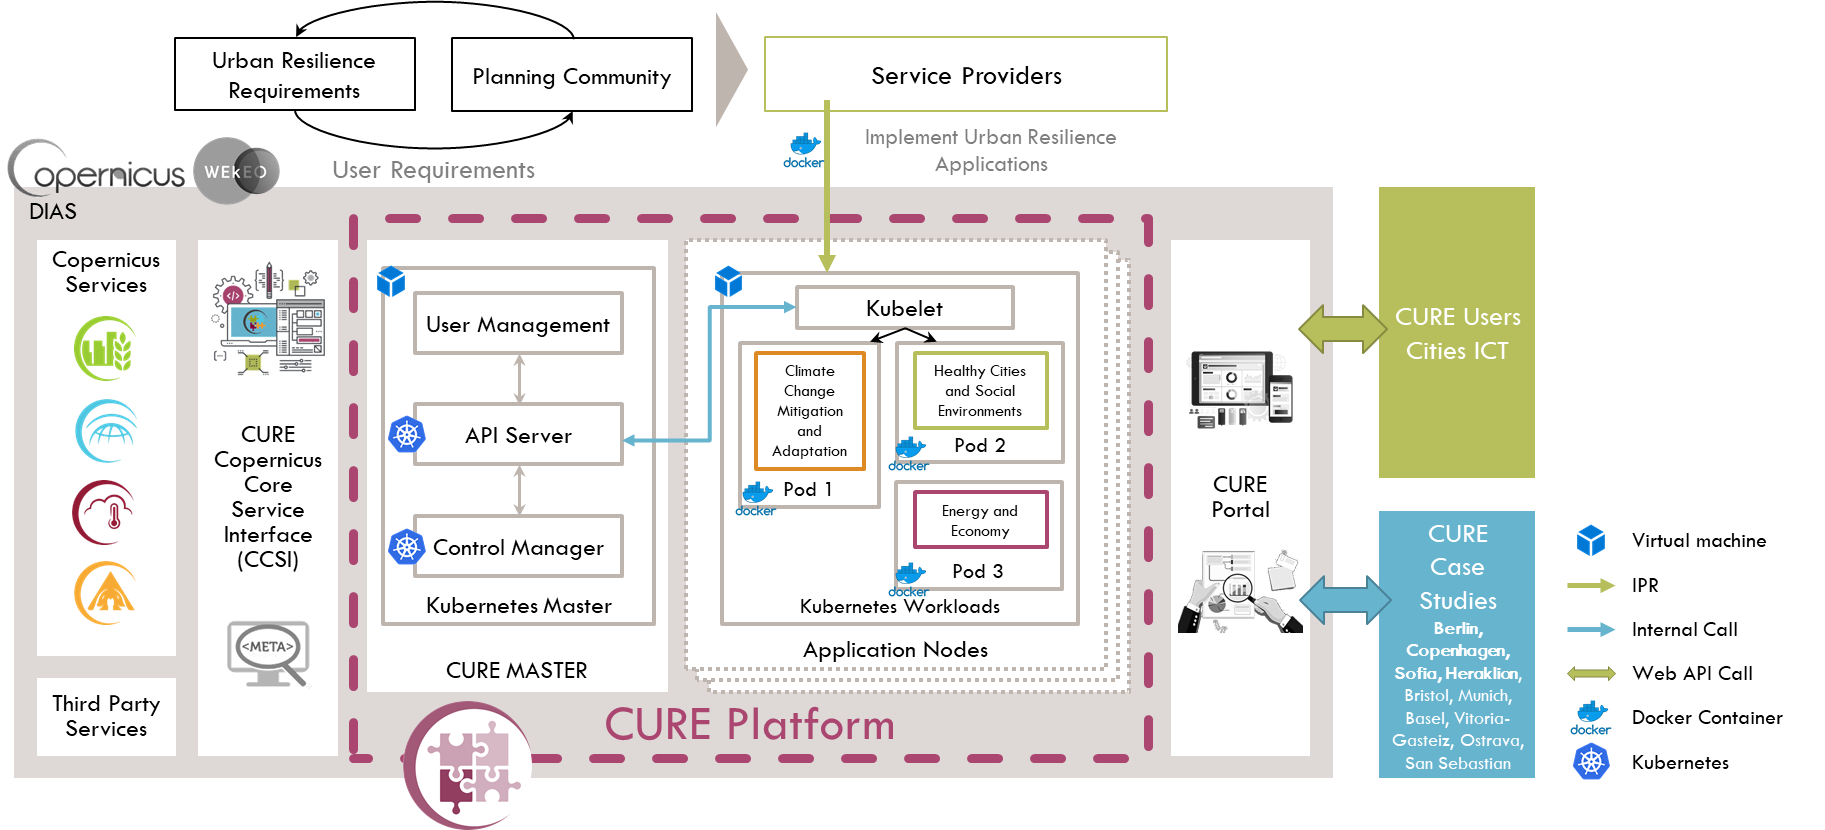 Urban Resilience
Requirements
Planning Community
Service Providers
User Requirements
docker
Implement Urban Resilience
Applications
opernicus
WEkEO
DIAS
Copernicus
Services
Third Party
Services
CURE
Copernicus
Core
Service
Interface
(CCSI)
<META>
User Management
API Server
Control Manager
Kubernetes Master
CURE MASTER
Kubelet
Climate
Change
Mitigation
and
Adaptation
Pod 1
docker
Healthy Cities
and Social
Environments
Pod 2
docker
Energy and
Economy
Pod 3
docker
Kubernetes Workloads
Application Nodes
CURE Platform
CURE
Portal
CURE Users
Cities ICT
CURE
Case
Studies
Berlin,
Copenhagen,
Sofia, Heraklion,
Bristol, Munich,
Basel, Vitoria-
Gasteiz, Ostrava,
San Sebastian
Virtual machine
IPR
Internal Call
Web API Call
docker
Docker Container
Kubernetes